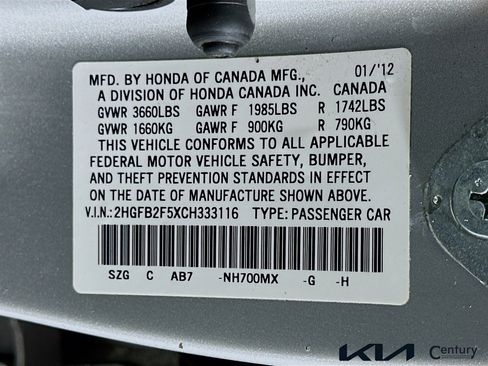 MFD. BY HONDA OF CANADA MFG., 01/'12
A DIVISION OF HONDA CANADA INC. CANADA
GVWR 3660LBS GAWR F 1985LBS R 1742LBS
GVWR 1660KG GAWR F 900KG R 790KG
THIS VEHICLE CONFORMS TO ALL APPLICABLE
FEDERAL MOTOR VEHICLE SAFETY, BUMPER,
AND THEFT PREVENTION STANDARDS IN EFFECT
ON THE DATE OF MANUFACTURE SHOWN ABOVE.
V.I.N.: 2HGFB2F5XCH333116 TYPE: PASSENGER CAR
SZG C AB7 -NH700MX -G -H
KIA Century